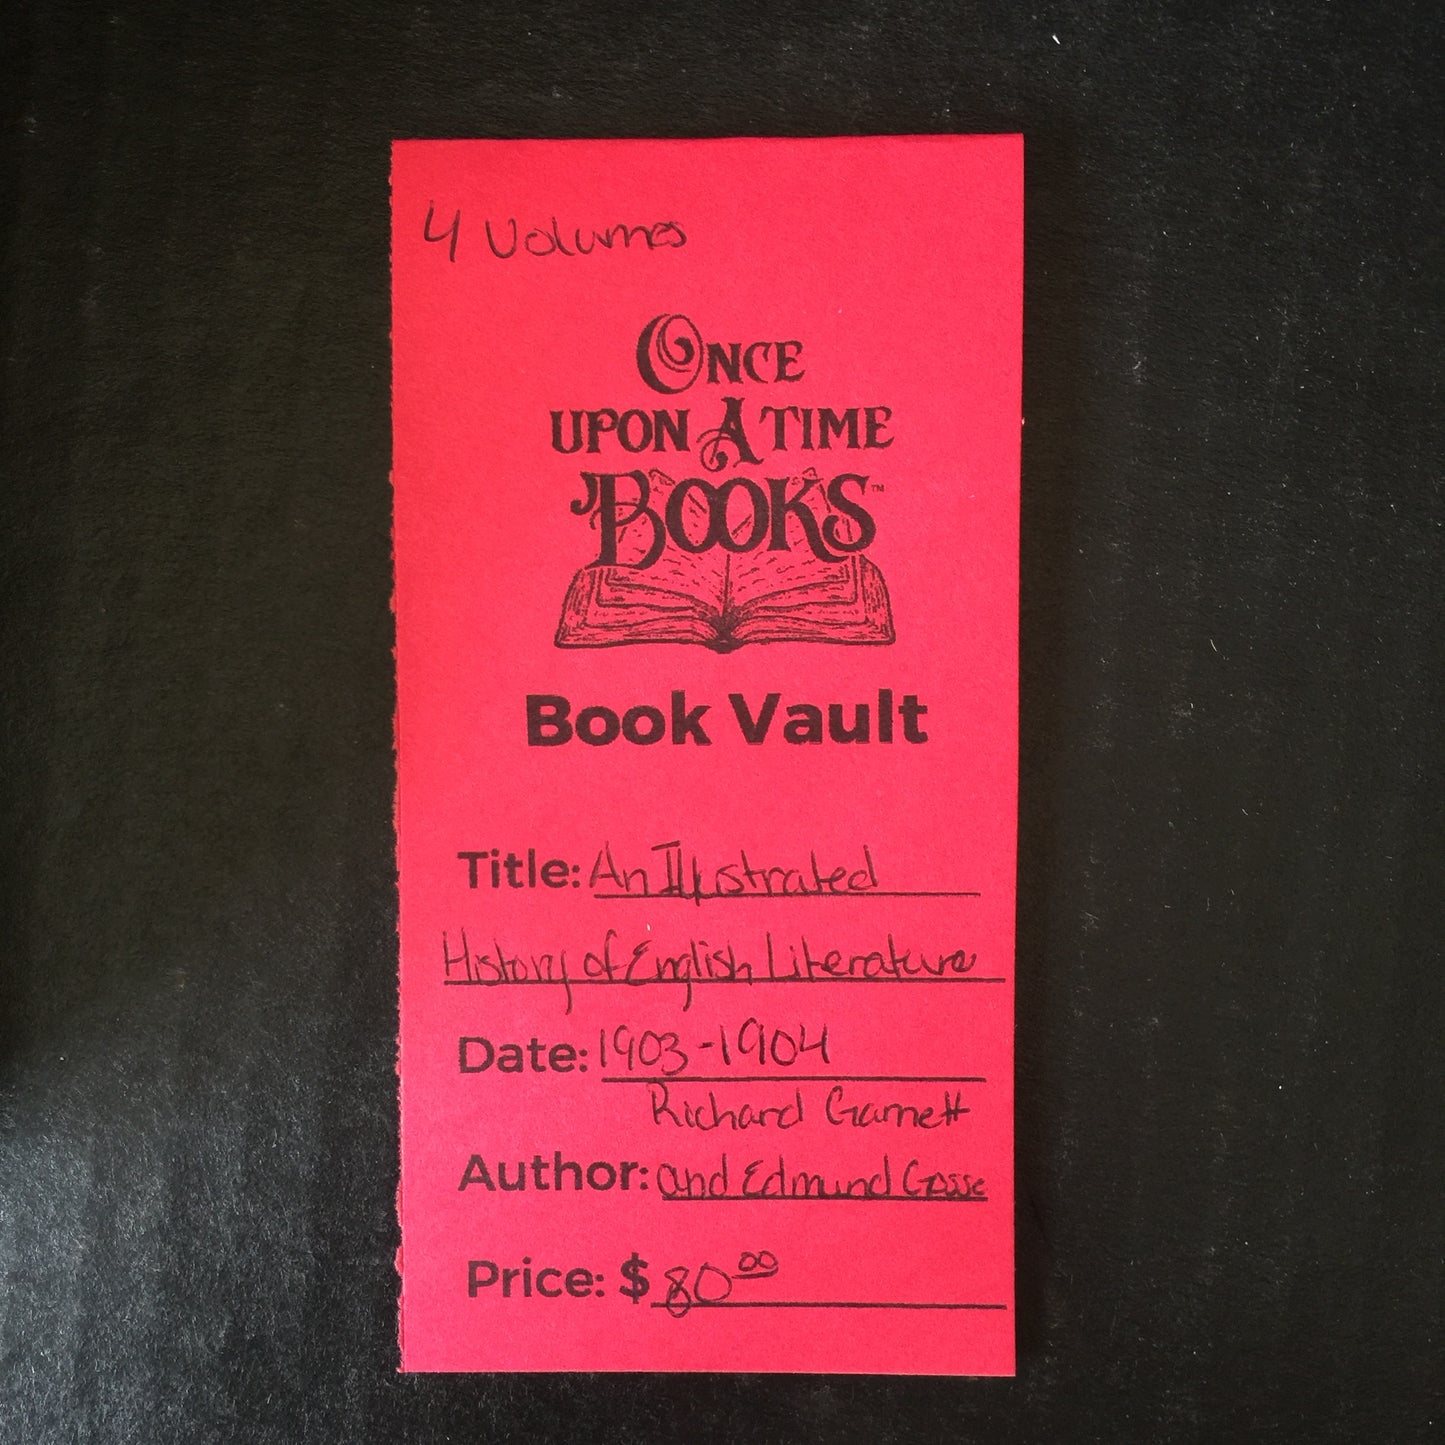 4 Volumes
ONCE
UPON A TIME
BOOKS™
Book Vault
Title: An Illustrated
History of English Literature
Date: 1903-1904
Richard Garnett
Author: and Edmund Gosse
Price: $80.00